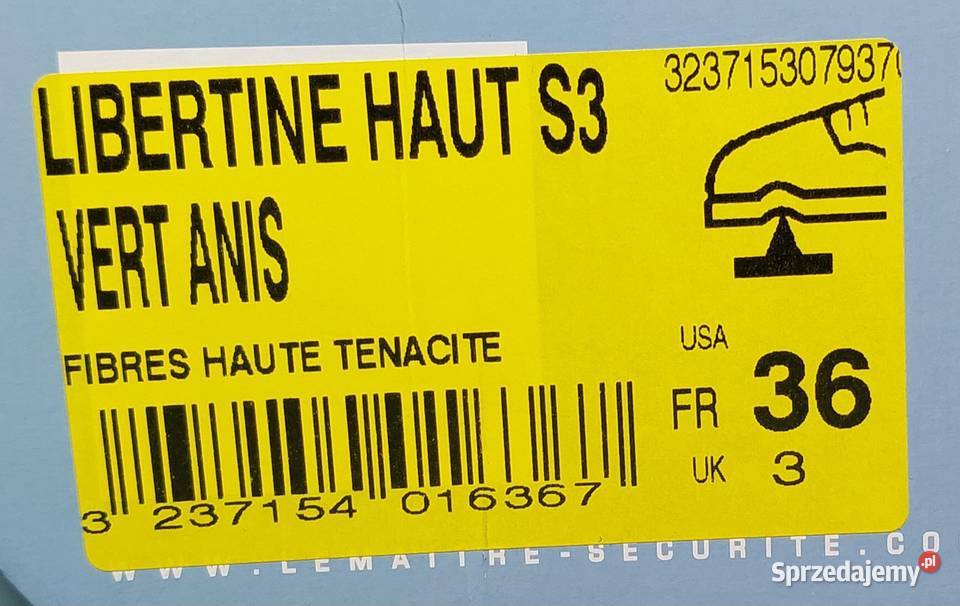 LIBERTINE HAUT S3
3237153079370
VERT ANIS
FIBRES HAUTE TENACITE
USA
FR 36
UK 3
3 237154 016367
WWW.LEMAITRE-SECURITE.CO
Sprzedajemy.pl